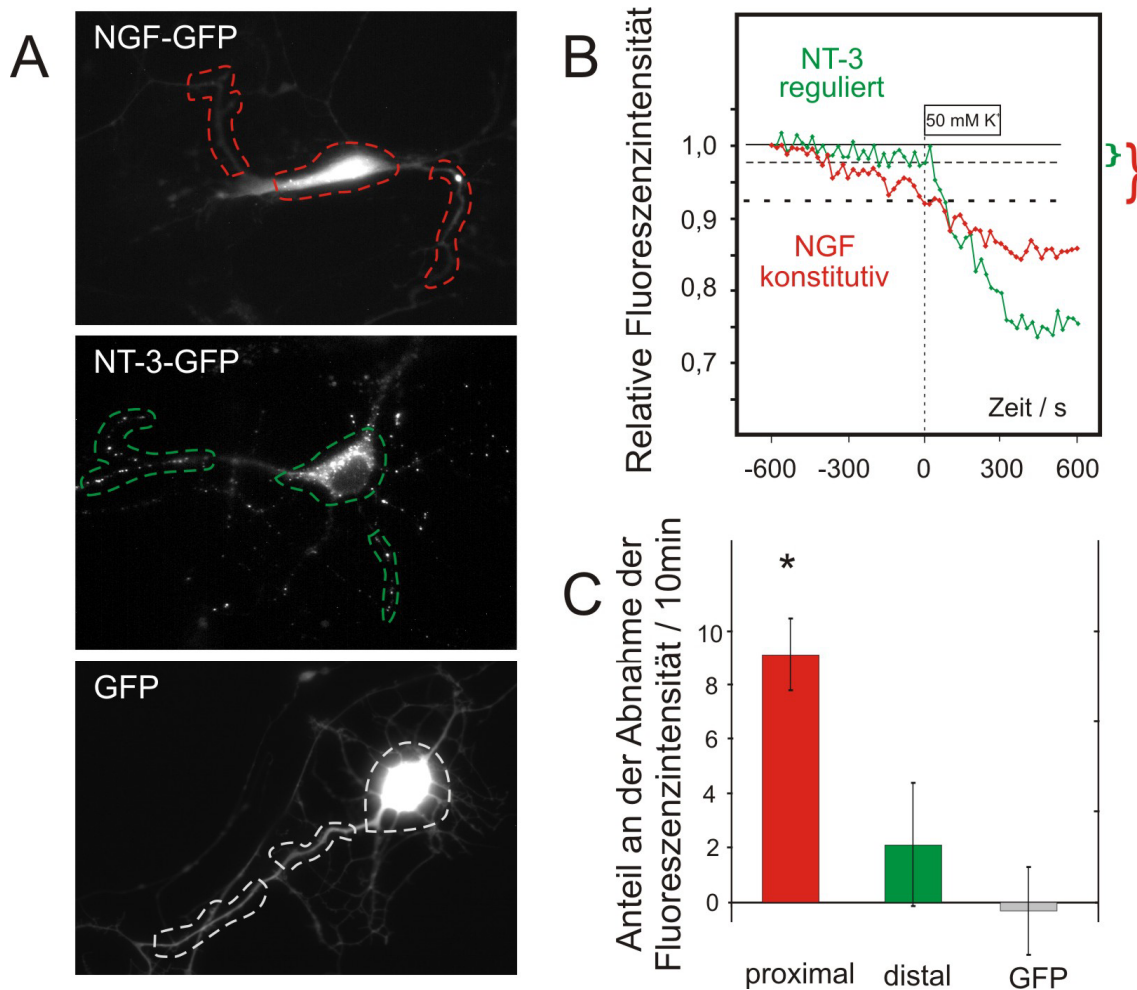 A
NGF-GFP
NT-3-GFP
GFP
B
Relative Fluoreszenzintensität
NT-3
reguliert
50 mM K⁺
1,0
0,9
0,8
0,7
NGF
konstitutiv
Zeit / s
-600
-300
0
300
600
C
Anteil an der Abnahme der
Fluoreszenzintensität / 10min
*
10
8
6
4
2
0
proximal
distal
GFP